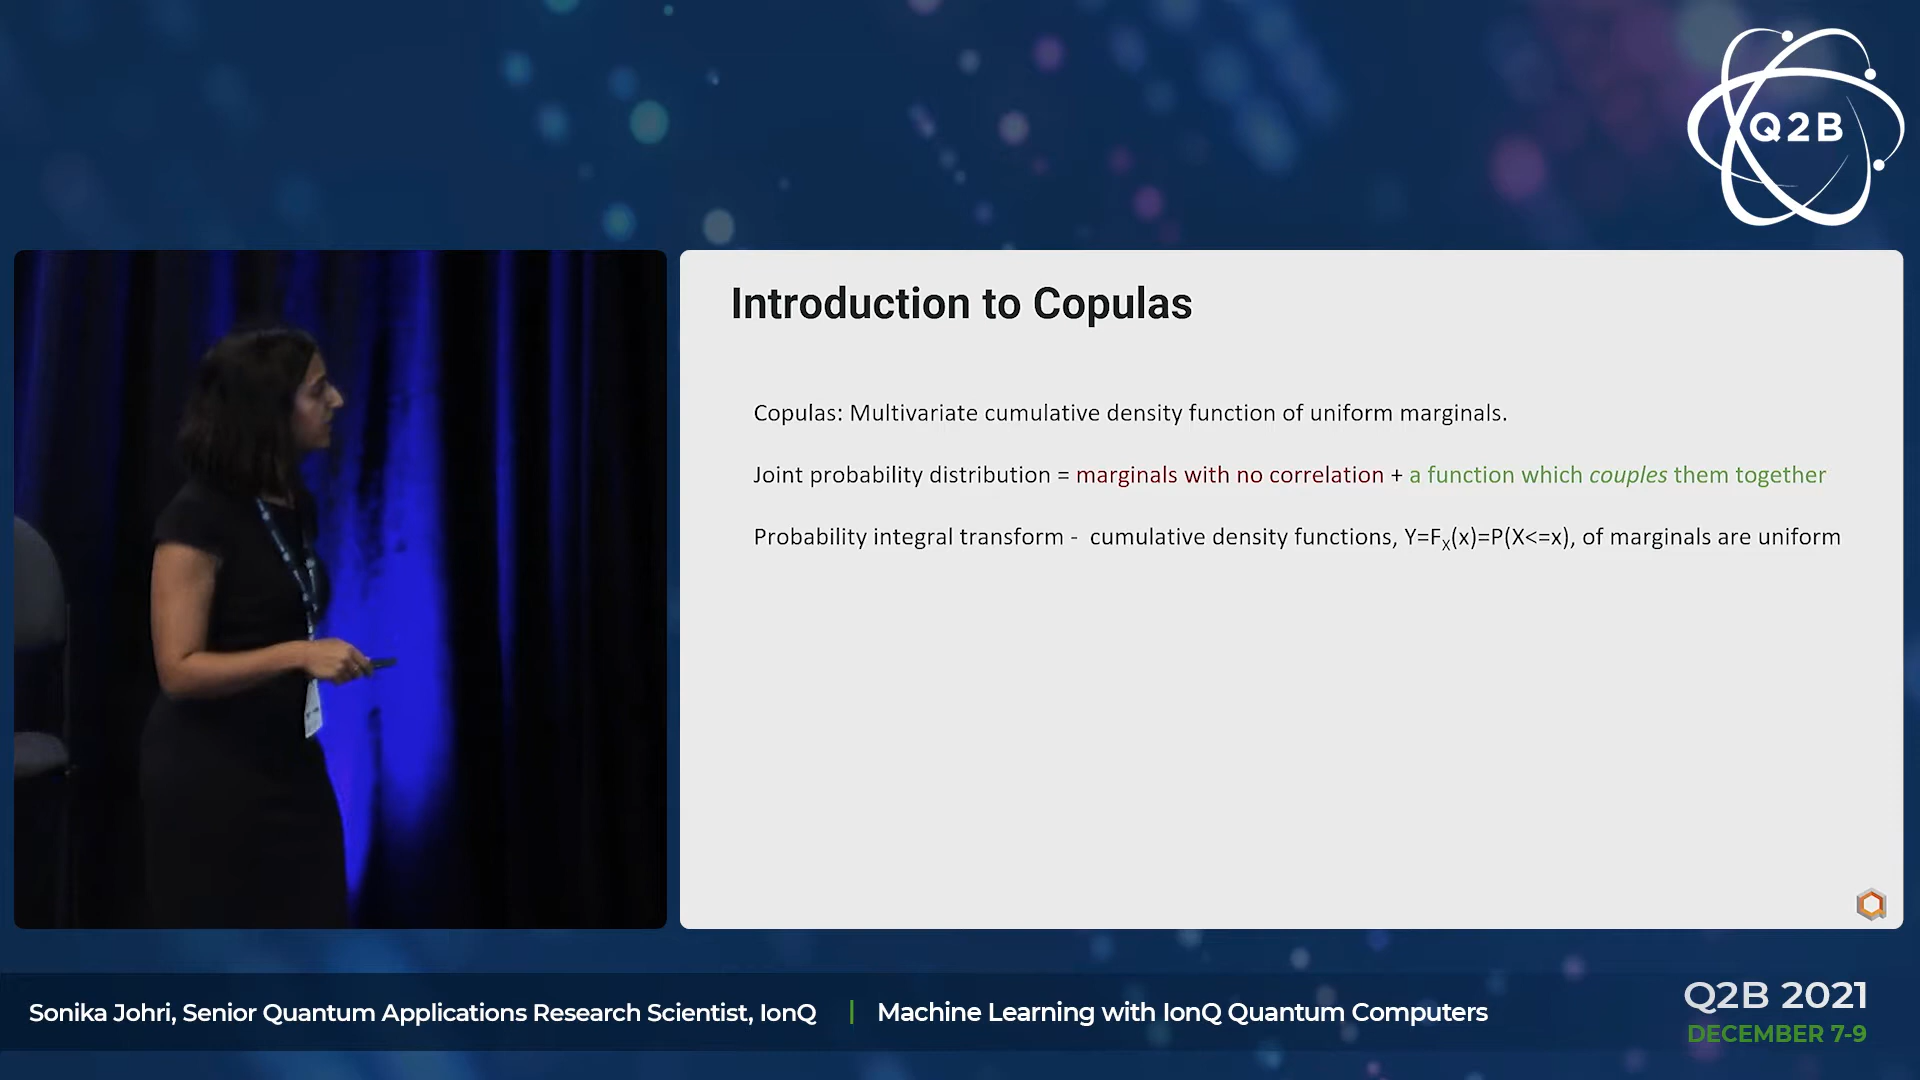 Q2B
Introduction to Copulas
Copulas: Multivariate cumulative density function of uniform marginals.
Joint probability distribution = marginals with no correlation + a function which couples them together
Probability integral transform - cumulative density functions, Y=FX(x)=P(X<=x), of marginals are uniform
Sonika Johri, Senior Quantum Applications Research Scientist, IonQ | Machine Learning with IonQ Quantum Computers
Q2B 2021
DECEMBER 7-9